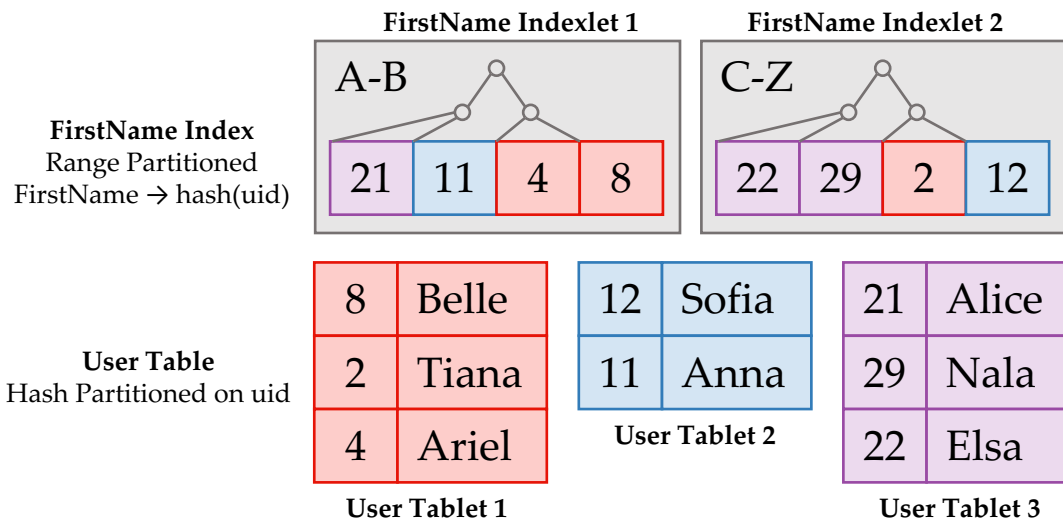 FirstName Indexlet 1
FirstName Indexlet 2
A-B
C-Z
FirstName Index
Range Partitioned
FirstName → hash(uid)
21 11 4 8
22 29 2 12
User Table
Hash Partitioned on uid
8 Belle
2 Tiana
4 Ariel
User Tablet 1
12 Sofia
11 Anna
User Tablet 2
21 Alice
29 Nala
22 Elsa
User Tablet 3